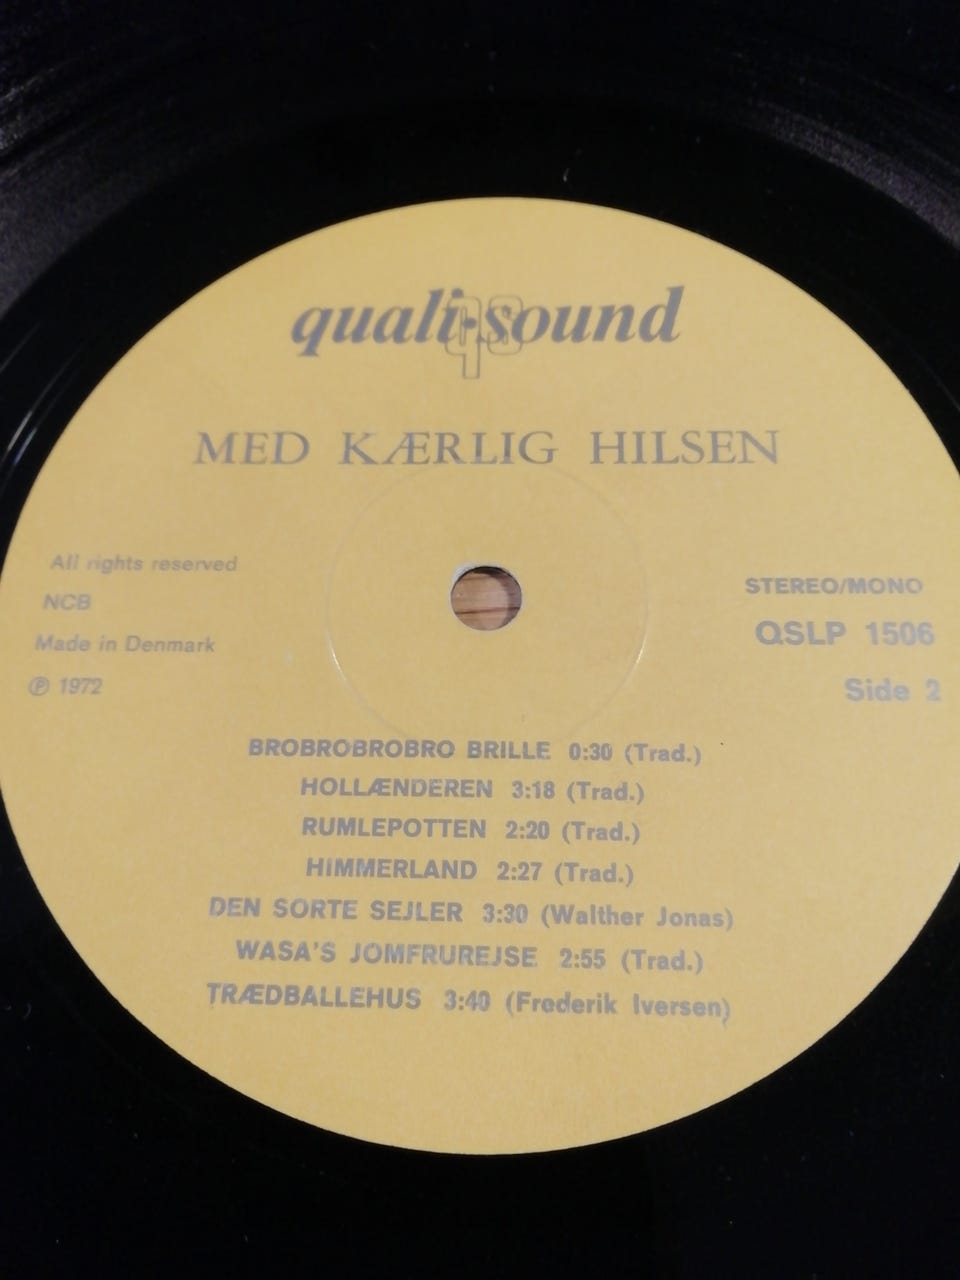 quali-sound
QS
MED KÆRLIG HILSEN
All rights reserved
NCB
Made in Denmark
℗ 1972
STEREO/MONO
QSLP 1506
Side 2
BROBROBROBRO BRILLE 0:30 (Trad.)
HOLLÆNDEREN 3:18 (Trad.)
RUMLEPOTTEN 2:20 (Trad.)
HIMMERLAND 2:27 (Trad.)
DEN SORTE SEJLER 3:30 (Walther Jonas)
WASA'S JOMFRUREJSE 2:55 (Trad.)
TRÆDBALLEHUS 3:40 (Frederik Iversen)